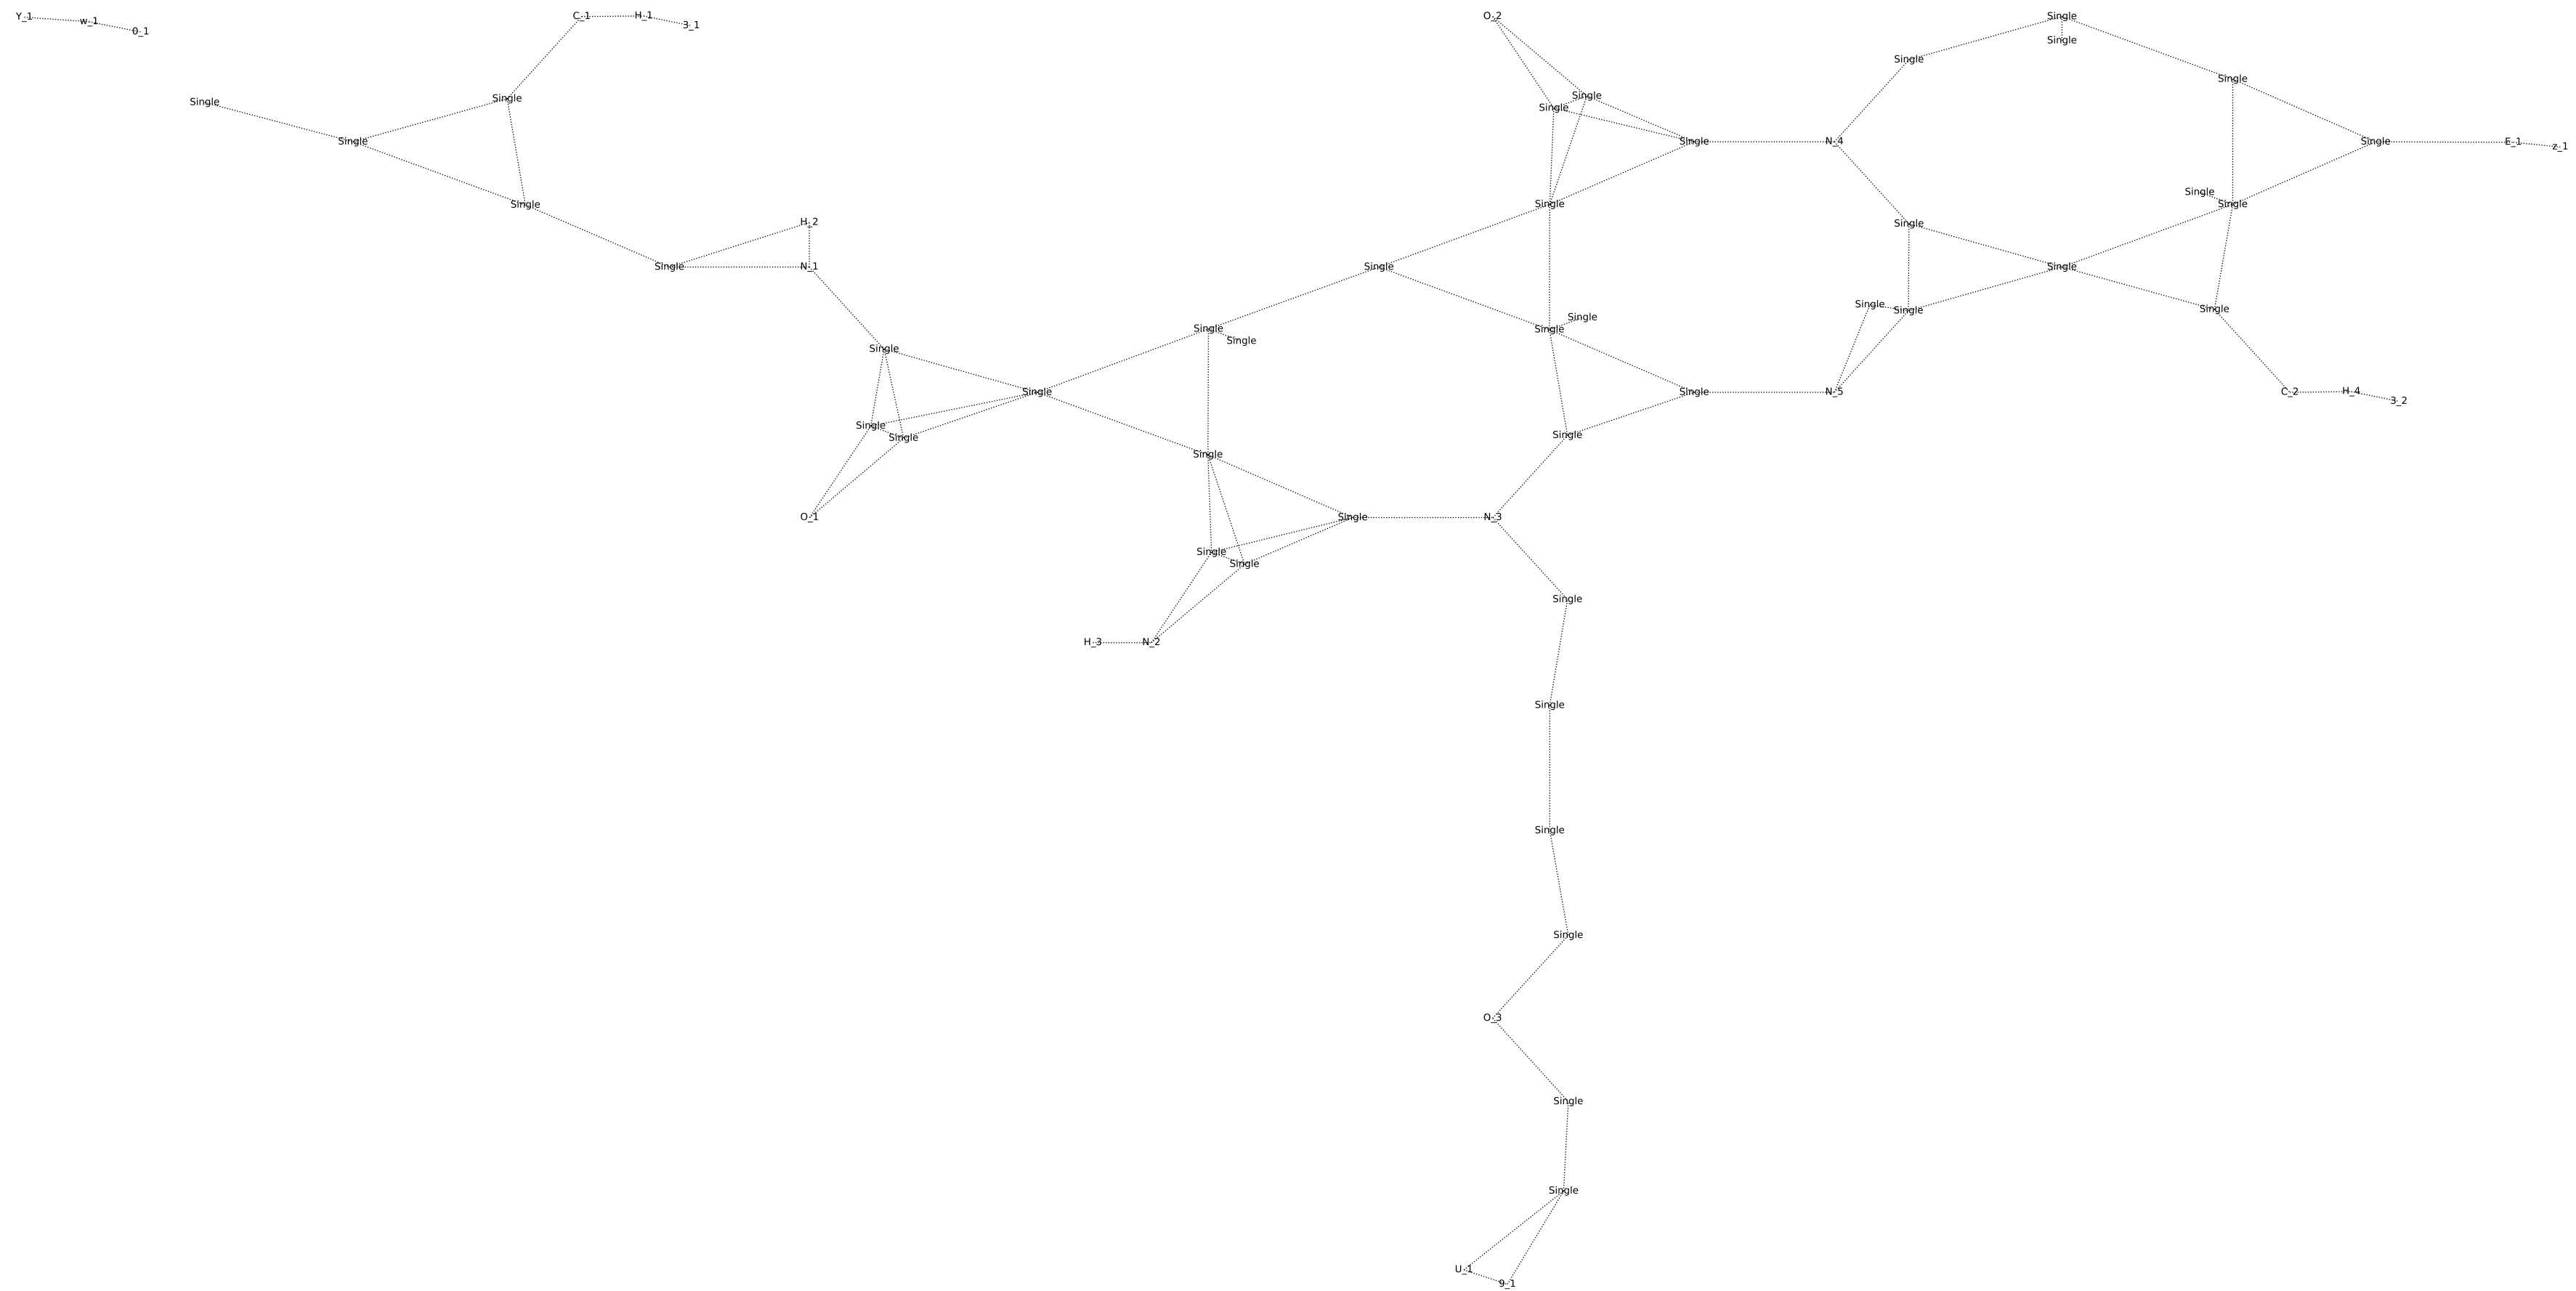 Y_1 w_1 0_1 C_1 H_1 3_1 O_2 Single
Single
Single
Single
Single Single Single
Single
Single Single Single N_4 Single E_1 z_1
Single
Single Single Single
H_2 Single
Single N_1 Single Single
Single Single Single
Single Single Single
Single
Single
Single Single N_5 C_2 H_4 3_2
Single
Single Single
Single
O_1 Single N_3
Single
Single
Single
H_3 N_2
Single
Single
Single
O_3
Single
Single
U_1
9_1